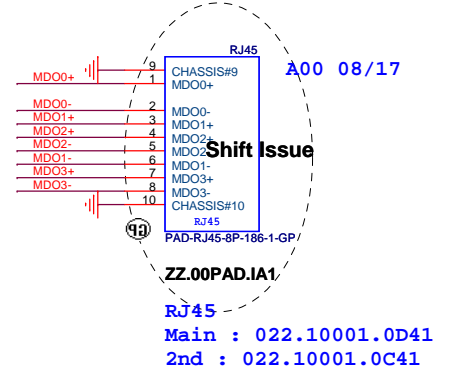 RJ45
A00 08/17
9 CHASSIS#9
MDO0+ 1 MDO0+
MDO0- 2 MDO0-
MDO1+ 3 MDO1+
MDO2+ 4 MDO2+
MDO2- 5 MDO2
Shift Issue
MDO1- 6 MDO1-
MDO3+ 7 MDO3+
MDO3- 8 MDO3-
10 CHASSIS#10
RJ45
GP
PAD-RJ45-8P-186-1-GP
ZZ.00PAD.IA1
RJ45
Main : 022.10001.0D41
2nd : 022.10001.0C41